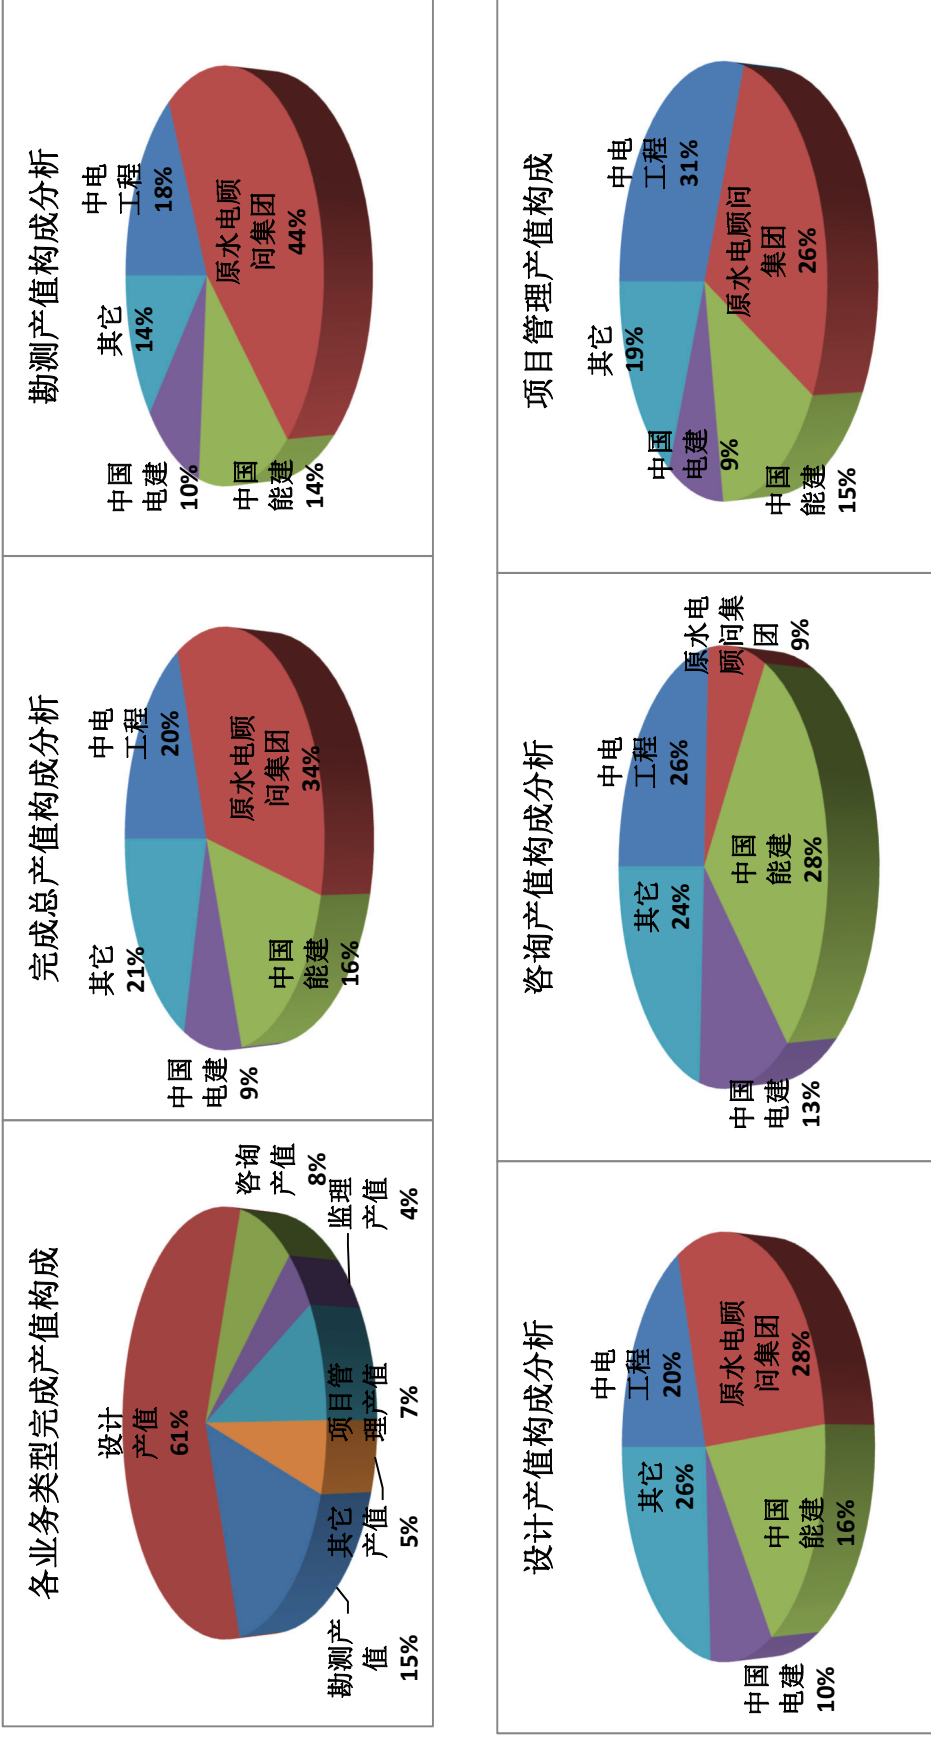 各业务类型完成产值构成
设计
产值
61%
咨询
产值
8%
监理
产值
4%
项目管
理产值
7%
其它
产值
5%
勘测产
值
15%
完成总产值构成分析
中电
工程
20%
原水电顾
问集团
34%
中国
能建
16%
中国
电建
9%
其它
21%
勘测产值构成分析
中电
工程
18%
原水电顾
问集团
44%
中国
能建
14%
中国
电建
10%
其它
14%
设计产值构成分析
中电
工程
20%
原水电顾
问集团
28%
中国
能建
16%
中国
电建
10%
其它
26%
咨询产值构成分析
中电
工程
26%
原水电
顾问集
团
9%
中国
能建
28%
中国
电建
13%
其它
24%
项目管理产值构成
中电
工程
31%
原水电顾问
集团
26%
中国
能建
15%
中国
电建
9%
其它
19%